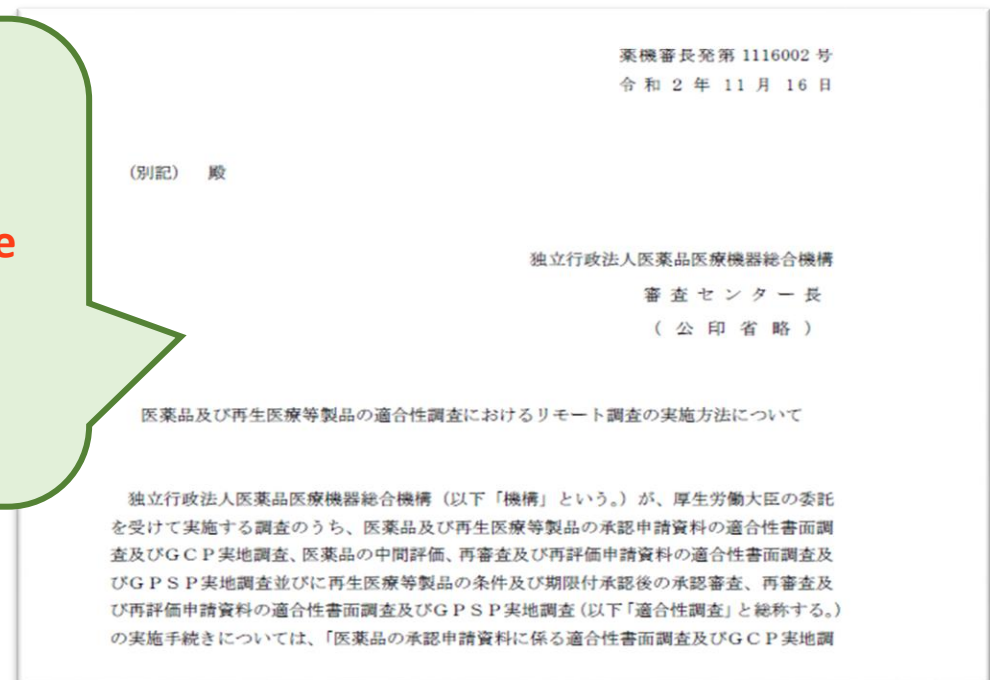 e
薬機審長発第 1116002 号
令和 2 年 11 月 16 日
(別記) 殿
独立行政法人医薬品医療機器総合機構
審査センター長
(公印省略)
医薬品及び再生医療等製品の適合性調査におけるリモート調査の実施方法について
独立行政法人医薬品医療機器総合機構(以下「機構」という。)が、厚生労働大臣の委託
を受けて実施する調査のうち、医薬品及び再生医療等製品の承認申請資料の適合性書面調
査及びGCP実地調査、医薬品の中間評価、再審査及び再評価申請資料の適合性書面調査及
びGPSP実地調査並びに再生医療等製品の条件及び期限付承認後の承認審査、再審査及
び再評価申請資料の適合性書面調査及びGPSP実地調査(以下「適合性調査」と総称する。)
の実施手続きについては、「医薬品の承認申請資料に係る適合性書面調査及びGCP実地調